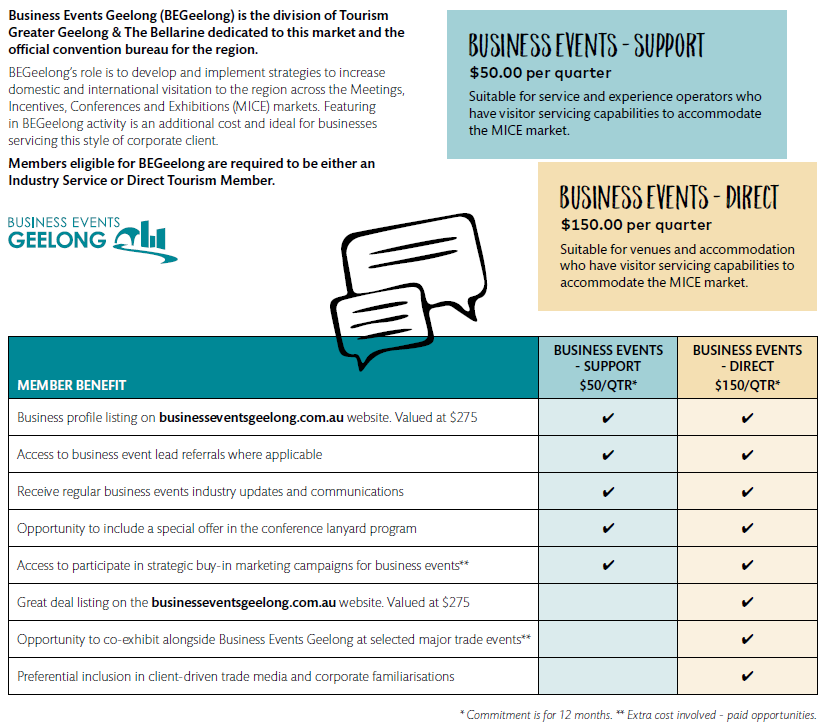 Business Events Geelong (BEGeelong) is the division of Tourism
Greater Geelong & The Bellarine dedicated to this market and the
official convention bureau for the region.
BEGeelong’s role is to develop and implement strategies to increase
domestic and international visitation to the region across the Meetings,
Incentives, Conferences and Exhibitions (MICE) markets. Featuring
in BEGeelong activity is an additional cost and ideal for businesses
servicing this style of corporate client.
Members eligible for BEGeelong are required to be either an
Industry Service or Direct Tourism Member.
BUSINESS EVENTS
GEELONG
BUSINESS EVENTS - SUPPORT
$50.00 per quarter
Suitable for service and experience operators who
have visitor servicing capabilities to accommodate
the MICE market.
BUSINESS EVENTS - DIRECT
$150.00 per quarter
Suitable for venues and accommodation
who have visitor servicing capabilities to
accommodate the MICE market.
MEMBER BENEFIT
BUSINESS EVENTS
- SUPPORT
$50/QTR*
BUSINESS EVENTS
- DIRECT
$150/QTR*
Business profile listing on businesseventsgeelong.com.au website. Valued at $275 ✔ ✔
Access to business event lead referrals where applicable ✔ ✔
Receive regular business events industry updates and communications ✔ ✔
Opportunity to include a special offer in the conference lanyard program ✔ ✔
Access to participate in strategic buy-in marketing campaigns for business events** ✔ ✔
Great deal listing on the businesseventsgeelong.com.au website. Valued at $275 ✔
Opportunity to co-exhibit alongside Business Events Geelong at selected major trade events** ✔
Preferential inclusion in client-driven trade media and corporate familiarisations ✔
* Commitment is for 12 months. ** Extra cost involved - paid opportunities.